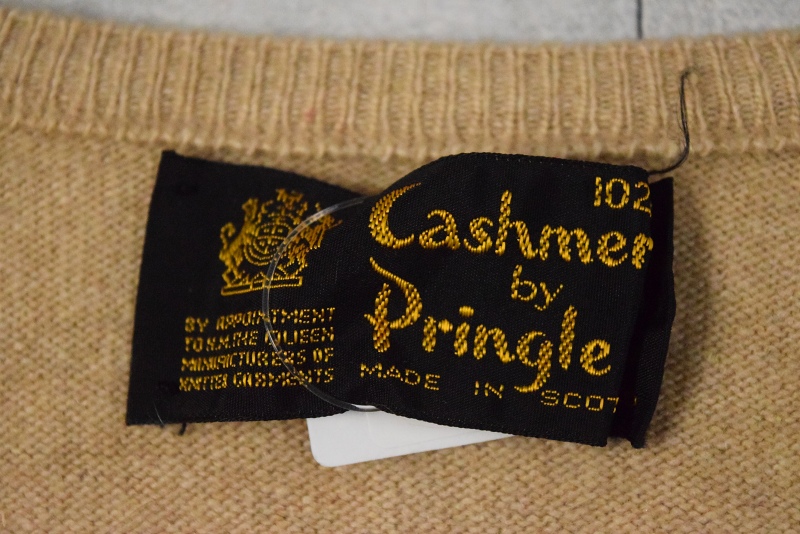 BY APPOINTMENT
TO H.M. THE QUEEN
MANUFACTURERS OF
KNITTED GARMENTS
102
Cashmer
by
Pringle
MADE IN SCOT